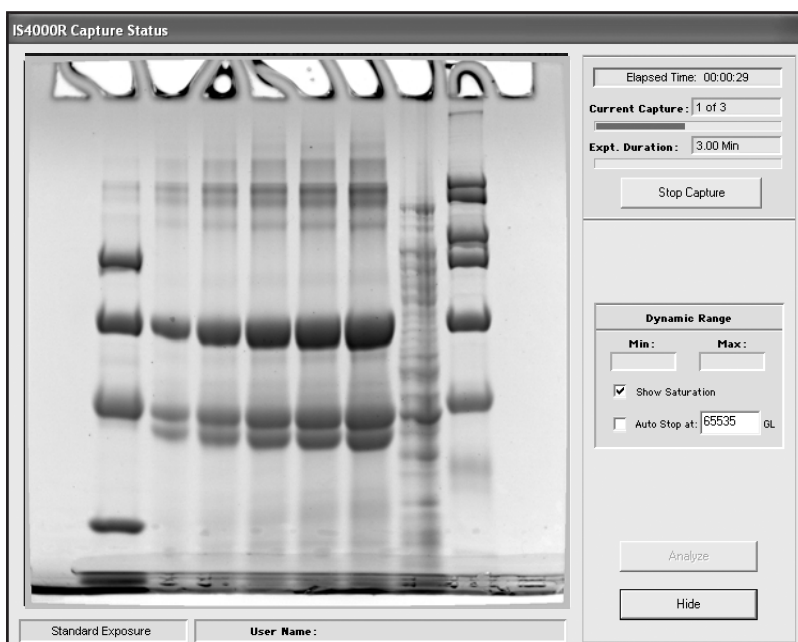 IS4000R Capture Status
Elapsed Time: 00:00:29
Current Capture: 1 of 3
Expt. Duration: 3.00 Min
Stop Capture
Dynamic Range
Min: Max:
Show Saturation
Auto Stop at: 65535 GL
Analyze
Hide
Standard Exposure User Name: